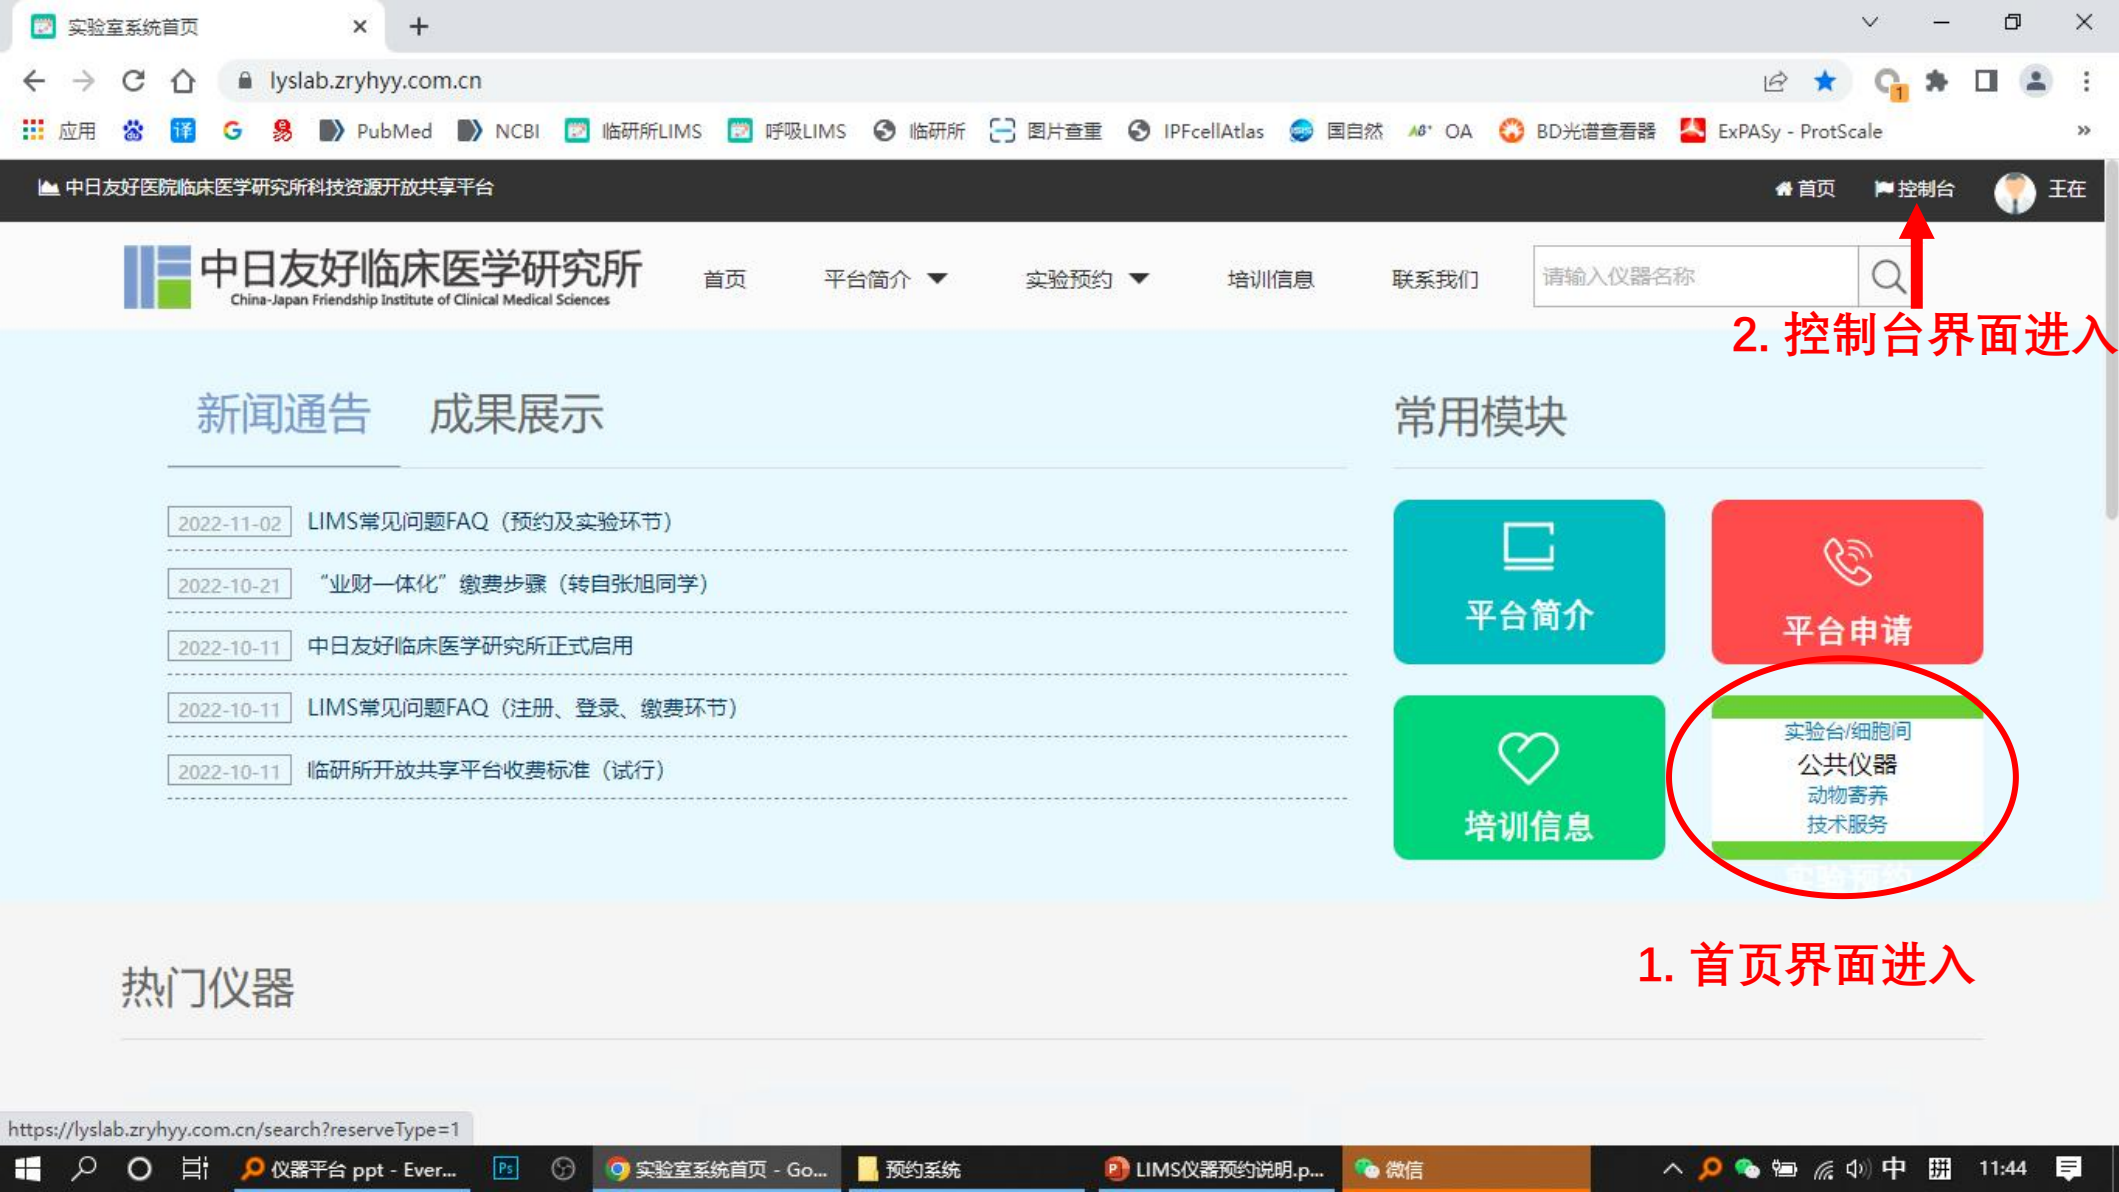 实验室系统首页
lyslab.zryhyy.com.cn
应用 译 G 易 PubMed NCBI 临研所LIMS 呼吸LIMS 临研所 图片查重 IPFcellAtlas 国自然 OA BD光谱查看器 ExPASy - ProtScale »
中日友好医院临床医学研究所科技资源开放共享平台 首页 控制台 王在
中日友好临床医学研究所
China-Japan Friendship Institute of Clinical Medical Sciences
首页 平台简介 实验预约 培训信息 联系我们 请输入仪器名称
2. 控制台界面进入
新闻通告 成果展示
常用模块
2022-11-02 LIMS常见问题FAQ（预约及实验环节）
2022-10-21 “业财一体化”缴费步骤（转自张旭同学）
2022-10-11 中日友好临床医学研究所正式启用
2022-10-11 LIMS常见问题FAQ（注册、登录、缴费环节）
2022-10-11 临研所开放共享平台收费标准（试行）
平台简介
平台申请
培训信息
实验台/细胞间
公共仪器
动物寄养
技术服务
实验预约
1. 首页界面进入
热门仪器
https://lyslab.zryhyy.com.cn/search?reserveType=1
仪器平台 ppt - Ever... Ps 实验室系统首页 - Go... 预约系统 LIMS仪器预约说明.p... 微信 中 拼 11:44